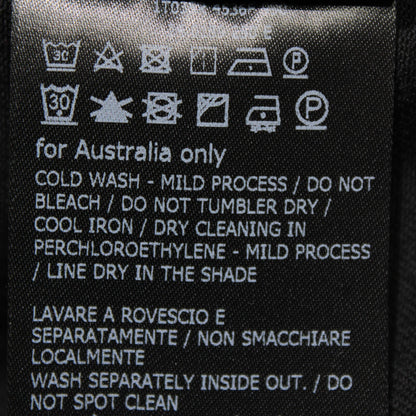 30 P
30 P
for Australia only
COLD WASH - MILD PROCESS / DO NOT
BLEACH / DO NOT TUMBLER DRY /
COOL IRON / DRY CLEANING IN
PERCHLOROETHYLENE - MILD PROCESS
/ LINE DRY IN THE SHADE
LAVARE A ROVESCIO E
SEPARATAMENTE / NON SMACCHIARE
LOCALMENTE
WASH SEPARATELY INSIDE OUT. / DO
NOT SPOT CLEAN